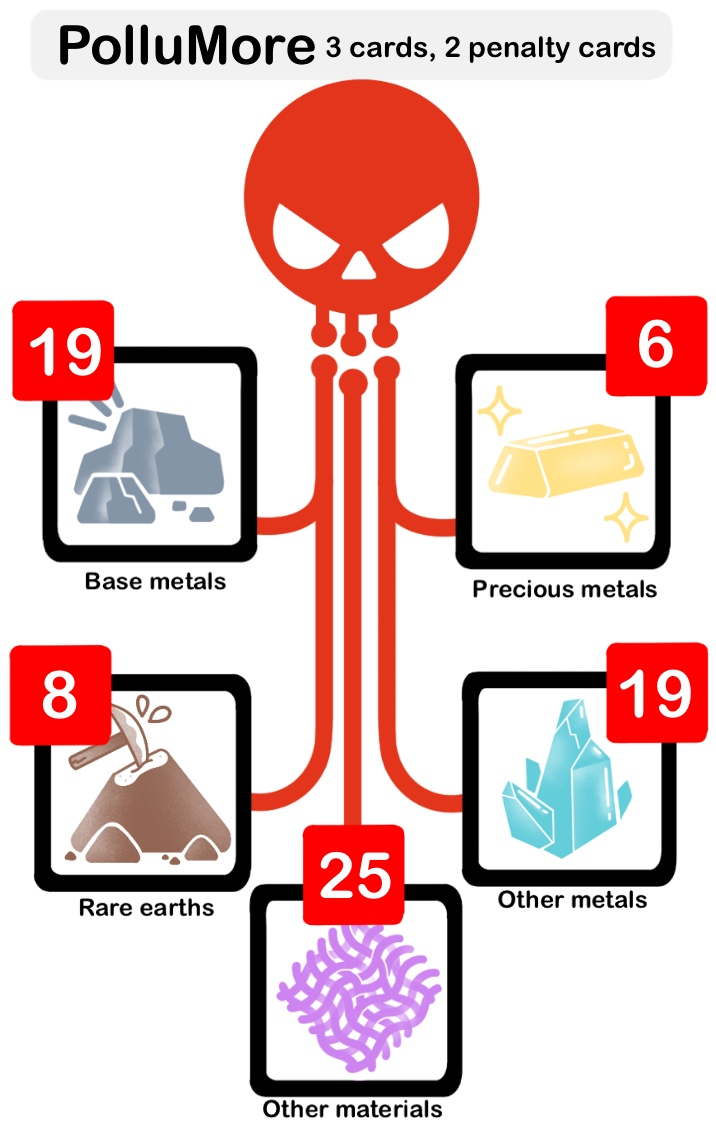 PolluMore 3 cards, 2 penalty cards
19
6
Base metals
Precious metals
8
19
Rare earths
Other metals
25
Other materials